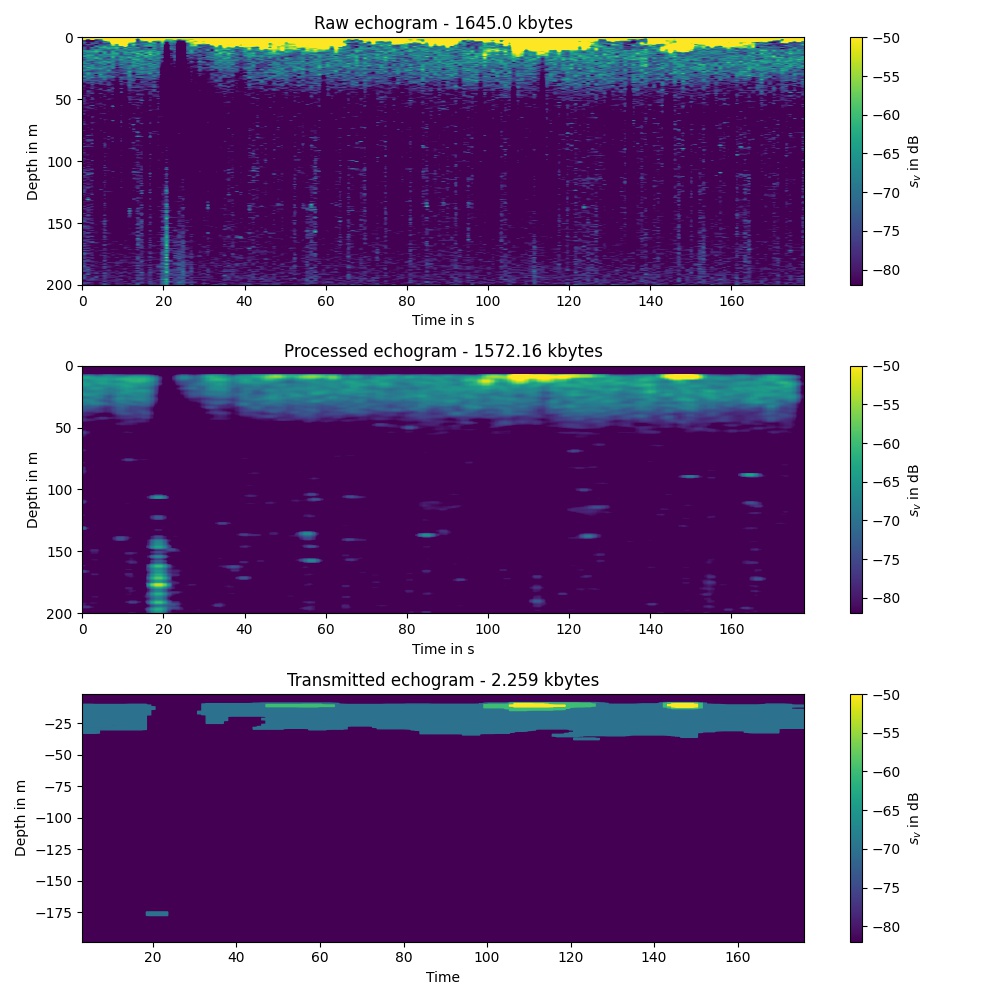 Raw echogram - 1645.0 kbytes
0
50
100
150
200
Depth in m
0 20 40 60 80 100 120 140 160
Time in s
−50
−55
−60
−65
−70
−75
−80
sᵥ in dB
Processed echogram - 1572.16 kbytes
0
50
100
150
200
Depth in m
0 20 40 60 80 100 120 140 160
Time in s
−50
−55
−60
−65
−70
−75
−80
sᵥ in dB
Transmitted echogram - 2.259 kbytes
−25
−50
−75
−100
−125
−150
−175
Depth in m
20 40 60 80 100 120 140 160
Time
−50
−55
−60
−65
−70
−75
−80
sᵥ in dB